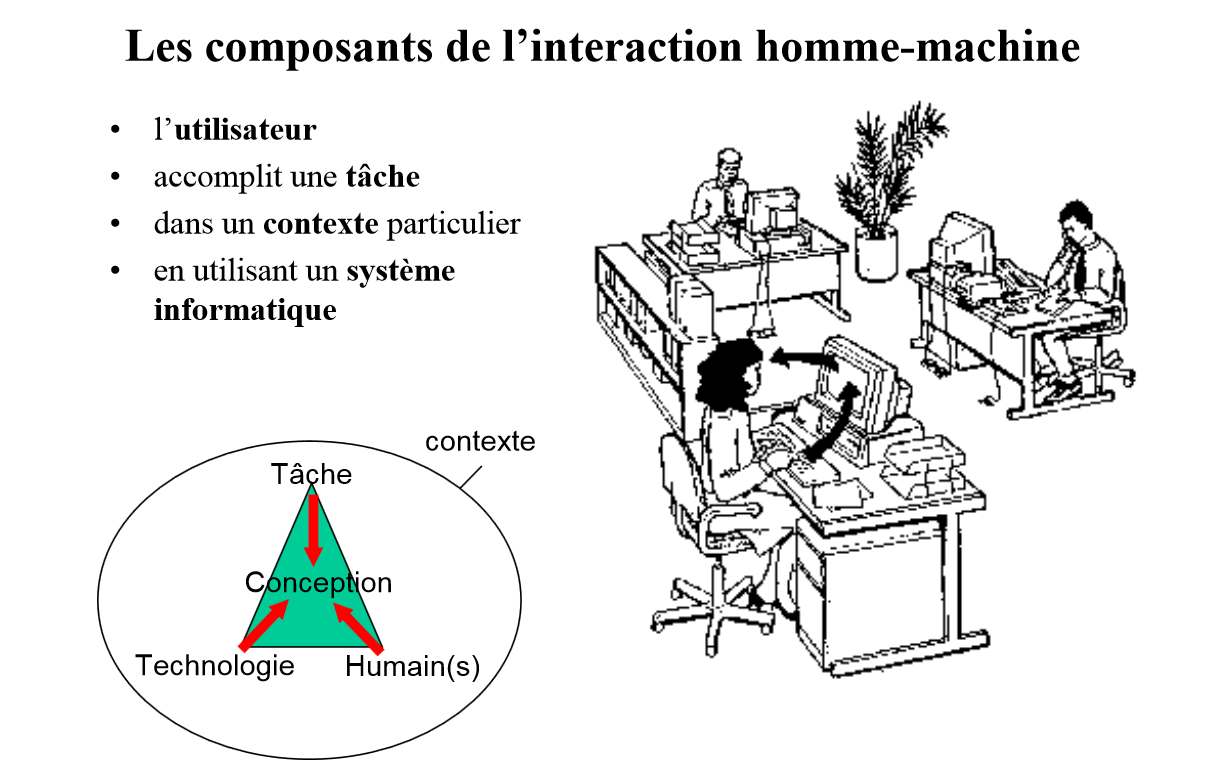 Les composants de l’interaction homme-machine
• l’utilisateur
• accomplit une tâche
• dans un contexte particulier
• en utilisant un système
informatique
contexte
Tâche
Conception
Technologie
Humain(s)